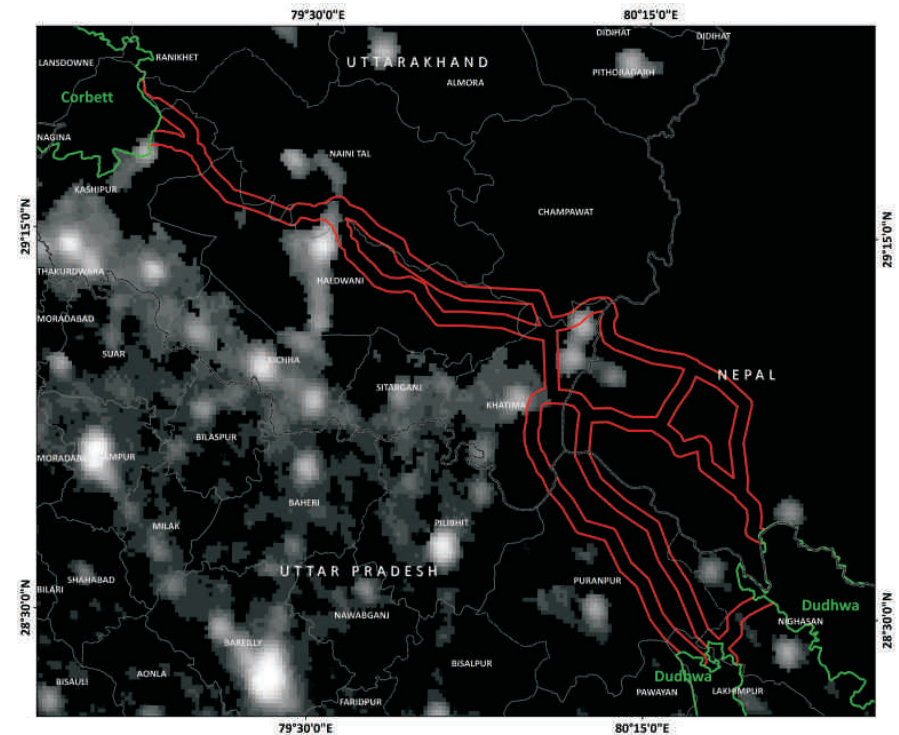 79°30'0"E
80°15'0"E
DIDIHAT
DIDIHAT
LANSDOWNE
RANIKHET
UTTARAKHAND
PITHORAGARH
ALMORA
Corbett
NAGINA
NAINI TAL
KASHIPUR
CHAMPAWAT
29°15'0"N
29°15'0"N
THAKURDWARA
HALDWANI
MORADABAD
SUAR
KICHHA
NEPAL
SITARGANJ
KHATIMA
BILASPUR
MORADABAD
RAMPUR
BAHERI
MILAK
PILIBHIT
UTTAR PRADESH
SHAHABAD
BILARI
PURANPUR
28°30'0"N
28°30'0"N
NAWABGANJ
Dudhwa
NIGHASAN
BAREILLY
BISALPUR
AONLA
Dudhwa
BISAULI
PAWAYAN
LAKHIMPUR
FARIDPUR
79°30'0"E
80°15'0"E